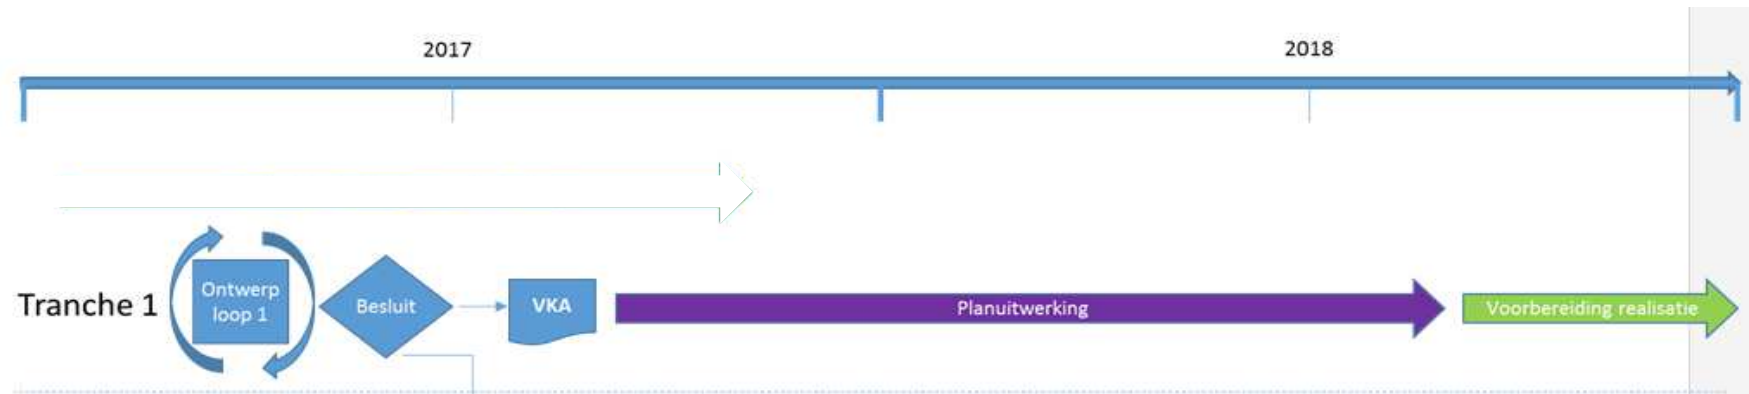 2017
2018
Tranche 1
Ontwerp
loop 1
Besluit
VKA
Planuitwerking
Voorbereiding realisatie